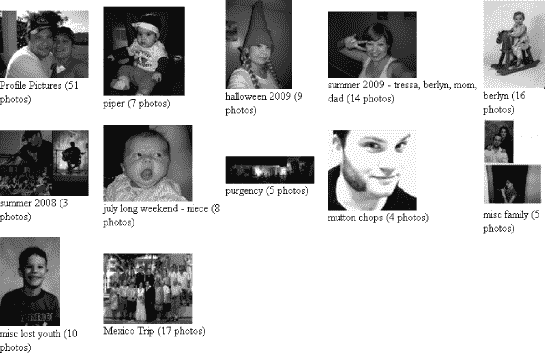 Profile Pictures (51
photos)
piper (7 photos)
halloween 2009 (9
photos)
summer 2009 - tressa, berlyn, mom,
dad (14 photos)
berlyn (16
photos)
summer 2008 (3
photos)
july long weekend - niece (8
photos)
purgency (5 photos)
mutton chops (4 photos)
misc family (5
photos)
misc lost youth (10
photos)
Mexico Trip (17 photos)